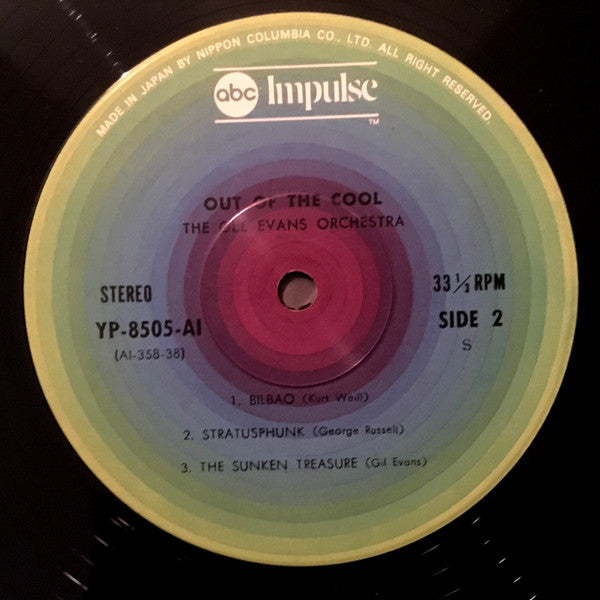 MADE IN JAPAN BY NIPPON COLUMBIA CO., LTD. ALL RIGHT RESERVED.
abc Impulse
TM
OUT OF THE COOL
THE GIL EVANS ORCHESTRA
STEREO
33 1/3 RPM
YP-8505-AI
SIDE 2
(AI-358-38)
S
1. BILBAO (Kurt Weill)
2. STRATUSPHUNK (George Russell)
3. THE SUNKEN TREASURE (Gil Evans)